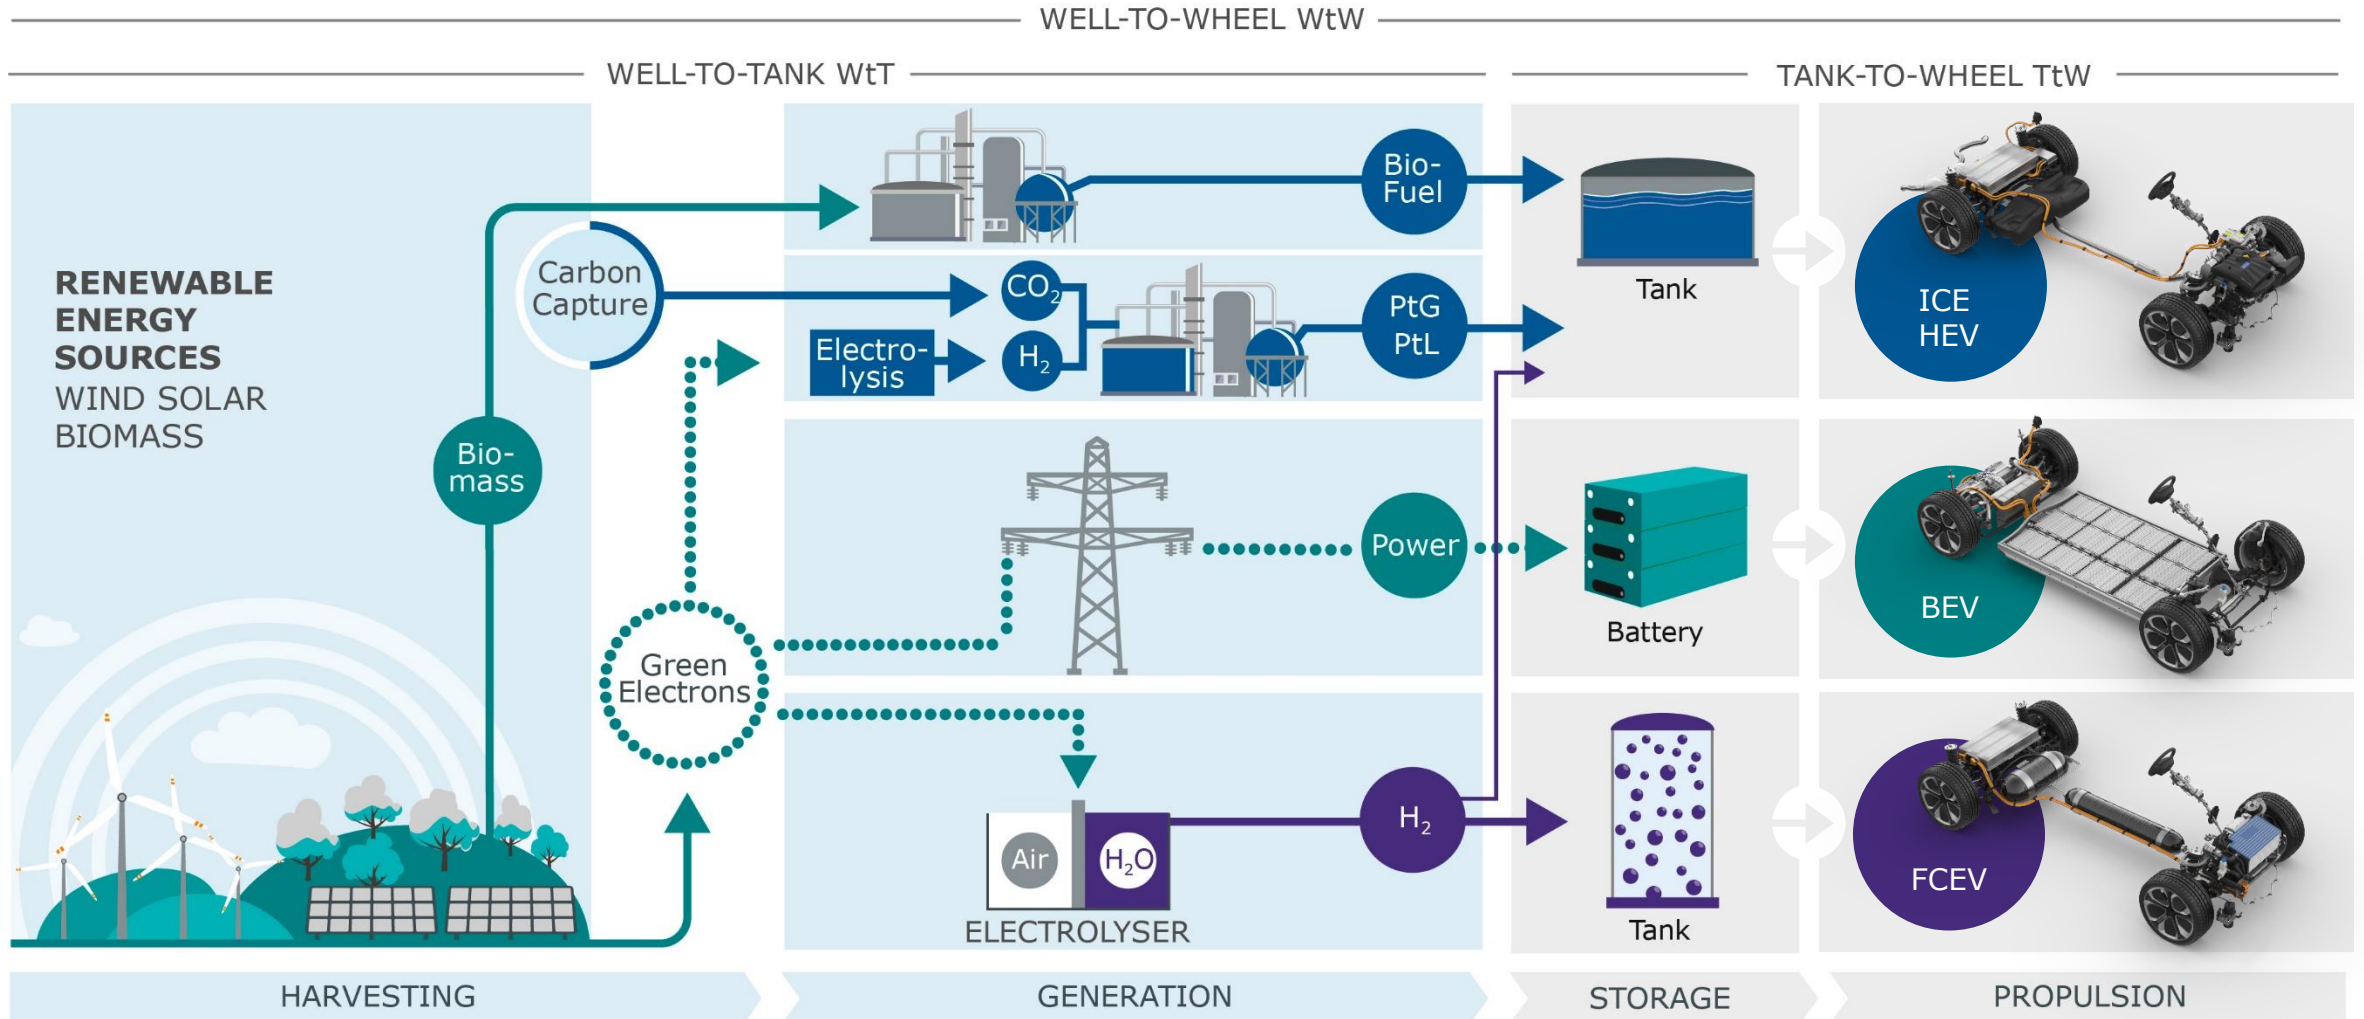 WELL-TO-WHEEL WtW
WELL-TO-TANK WtT
TANK-TO-WHEEL TtW
RENEWABLE
ENERGY
SOURCES
WIND SOLAR
BIOMASS
Bio-
mass
Carbon
Capture
Green
Electrons
Bio-
Fuel
CO₂
Electro-
lysis
H₂
PtG
PtL
Power
Air
H₂O
ELECTROLYSER
H₂
Tank
Battery
Tank
ICE
HEV
BEV
FCEV
HARVESTING
GENERATION
STORAGE
PROPULSION